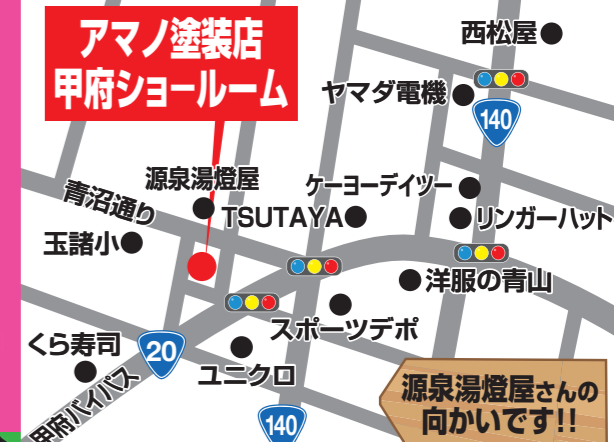 アマノ塗装店
甲府ショールーム
西松屋
ヤマダ電機
140
源泉湯燈屋
ケーヨーデイツー
青沼通り
TSUTAYA
リンガーハット
玉諸小
洋服の青山
スポーツデポ
くら寿司
20
ユニクロ
甲府バイパス
140
源泉湯燈屋さんの
向かいです!!